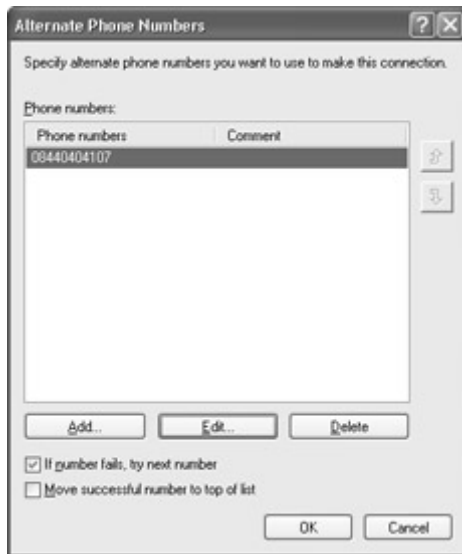 Alternate Phone Numbers
Specify alternate phone numbers you want to use to make this connection.
Phone numbers:
Phone numbers Comment
08440404107
Add... Edit... Delete
If number fails, try next number
Move successful number to top of list
OK Cancel